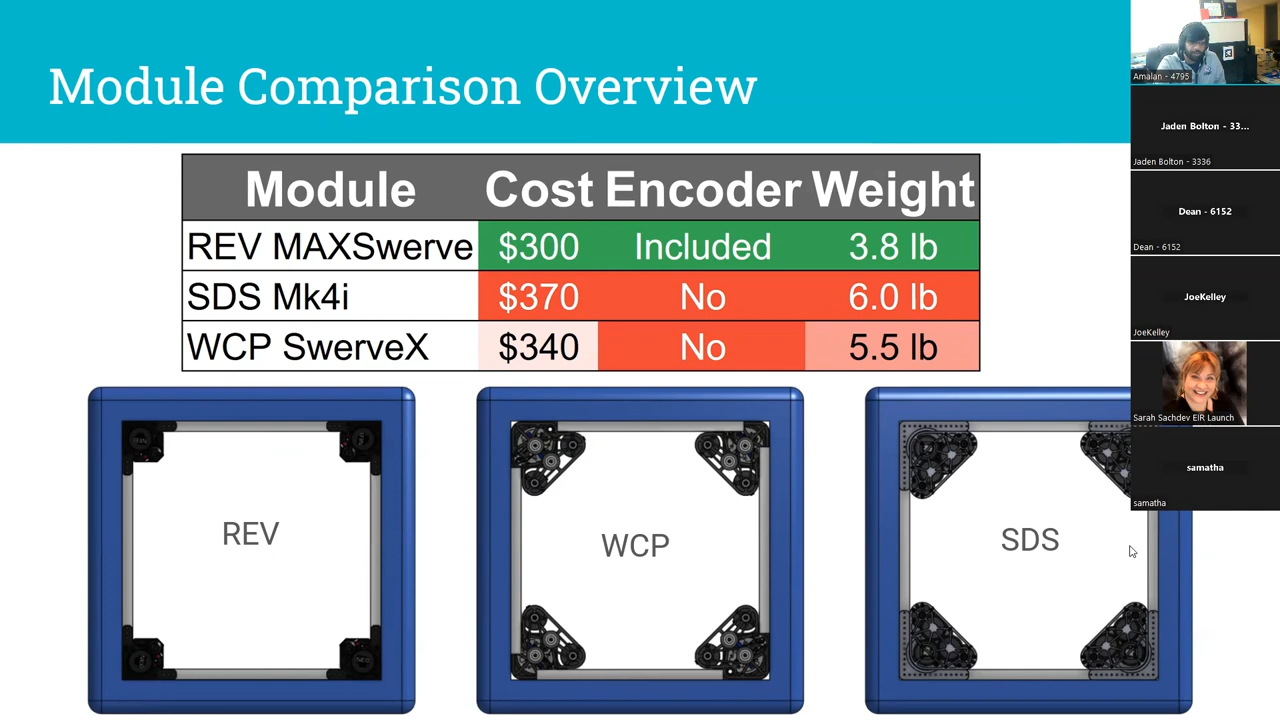 Module Comparison Overview
Module Cost Encoder Weight
REV MAXSwerve $300 Included 3.8 lb
SDS Mk4i $370 No 6.0 lb
WCP SwerveX $340 No 5.5 lb
REV
WCP
SDS
Amalan - 4795
Jaden Bolton - 33...
Jaden Bolton - 3336
Dean - 6152
Dean - 6152
JoeKelley
JoeKelley
Sarah Sachdev EIR Launch
samatha
samatha